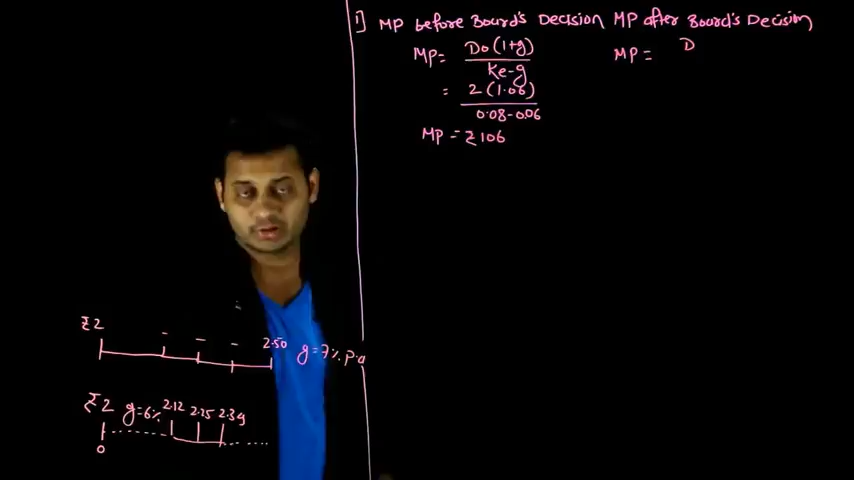 1] MP before Board's Decision MP after Board's Decision
MP = Do(1+g) MP = D
Ke-g
= 2(1.06)
0.08-0.06
MP = ₹106
₹2 - - - 2.50 g=7% p.a
₹2 g=6% 2.12 2.25 2.39
0